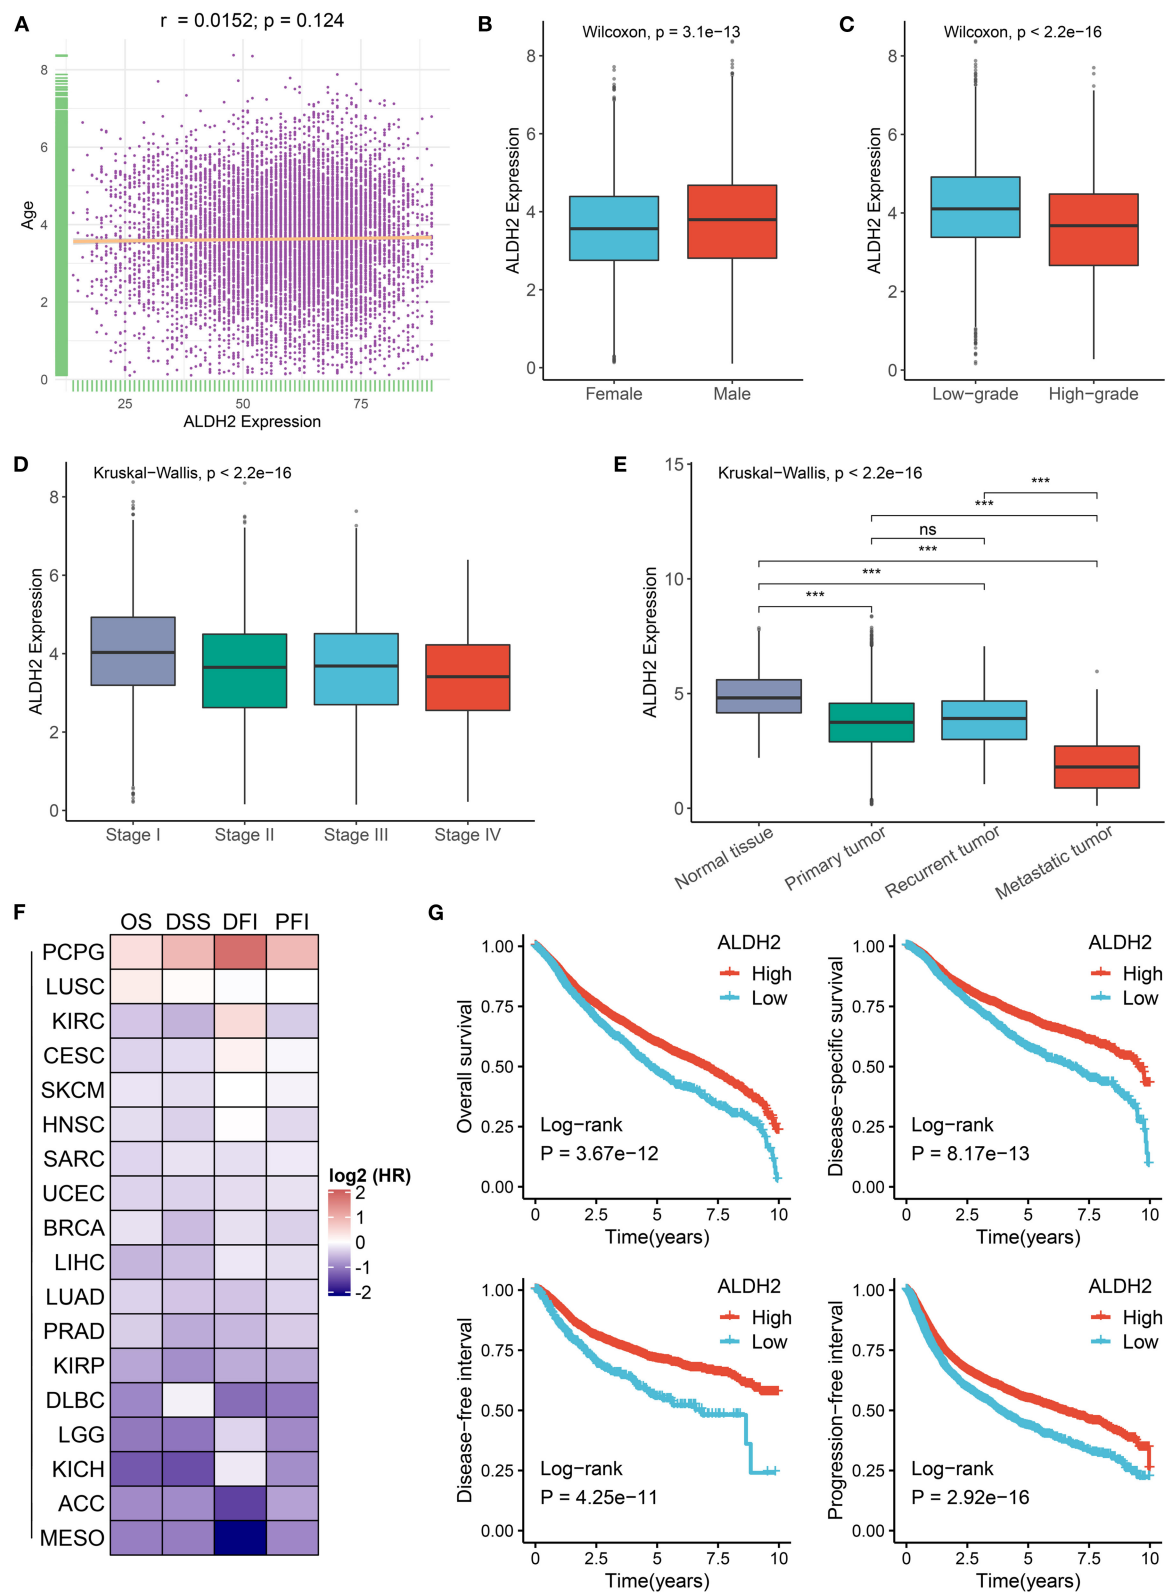 A
r = 0.0152; p = 0.124
Age
8
6
4
2
0
25
50
75
ALDH2 Expression
B
Wilcoxon, p = 3.1e−13
ALDH2 Expression
8
6
4
2
0
Female
Male
C
Wilcoxon, p < 2.2e−16
ALDH2 Expression
8
6
4
2
0
Low−grade
High−grade
D
Kruskal−Wallis, p < 2.2e−16
ALDH2 Expression
8
6
4
2
0
Stage I
Stage II
Stage III
Stage IV
E
Kruskal−Wallis, p < 2.2e−16
ALDH2 Expression
15
10
5
0
***
***
ns
***
***
***
Normal tissue
Primary tumor
Recurrent tumor
Metastatic tumor
F
OS DSS DFI PFI
PCPG
LUSC
KIRC
CESC
SKCM
HNSC
SARC
UCEC
BRCA
LIHC
LUAD
PRAD
KIRP
DLBC
LGG
KICH
ACC
MESO
log2 (HR)
2
1
0
-1
-2
G
Overall survival
1.00
0.75
0.50
0.25
0.00
ALDH2
High
Low
Log−rank
P = 3.67e−12
0 2.5 5 7.5 10
Time(years)
Disease−specific survival
1.00
0.75
0.50
0.25
0.00
ALDH2
High
Low
Log−rank
P = 8.17e−13
0 2.5 5 7.5 10
Time(years)
Disease−free interval
1.00
0.75
0.50
0.25
0.00
ALDH2
High
Low
Log−rank
P = 4.25e−11
0 2.5 5 7.5 10
Time(years)
Progression−free interval
1.00
0.75
0.50
0.25
0.00
ALDH2
High
Low
Log−rank
P = 2.92e−16
0 2.5 5 7.5 10
Time(years)